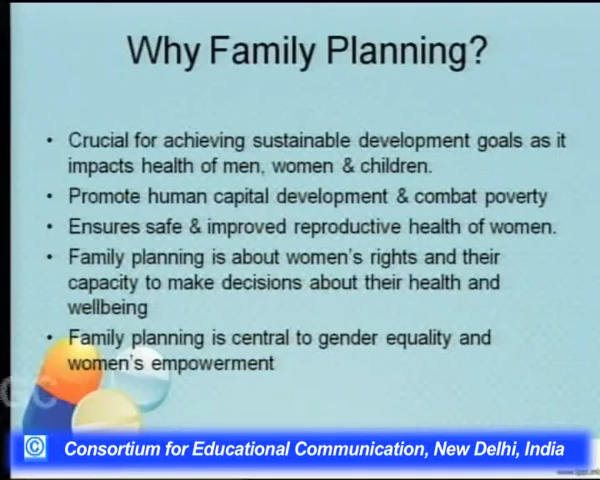 Why Family Planning?
• Crucial for achieving sustainable development goals as it
impacts health of men, women & children.
• Promote human capital development & combat poverty
• Ensures safe & improved reproductive health of women.
• Family planning is about women's rights and their
capacity to make decisions about their health and
wellbeing
• Family planning is central to gender equality and
women's empowerment
GC
© Consortium for Educational Communication, New Delhi, India